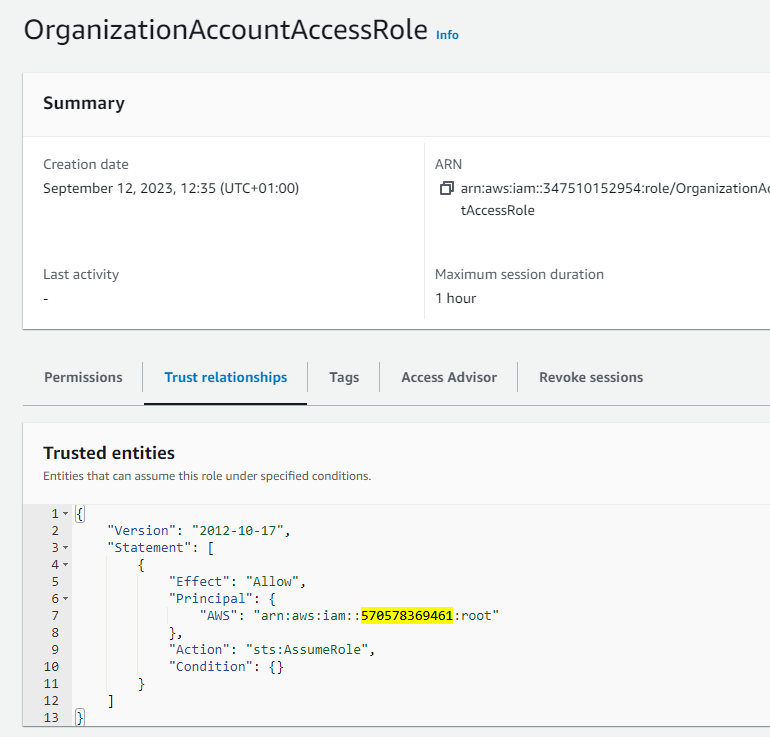 OrganizationAccountAccessRole Info
Summary
Creation date
September 12, 2023, 12:35 (UTC+01:00)
ARN
arn:aws:iam::347510152954:role/OrganizationAc
tAccessRole
Last activity
-
Maximum session duration
1 hour
Permissions
Trust relationships
Tags
Access Advisor
Revoke sessions
Trusted entities
Entities that can assume this role under specified conditions.
1 {
2 "Version": "2012-10-17",
3 "Statement": [
4 {
5 "Effect": "Allow",
6 "Principal": {
7 "AWS": "arn:aws:iam::570578369461:root"
8 },
9 "Action": "sts:AssumeRole",
10 "Condition": {}
11 }
12 ]
13 }